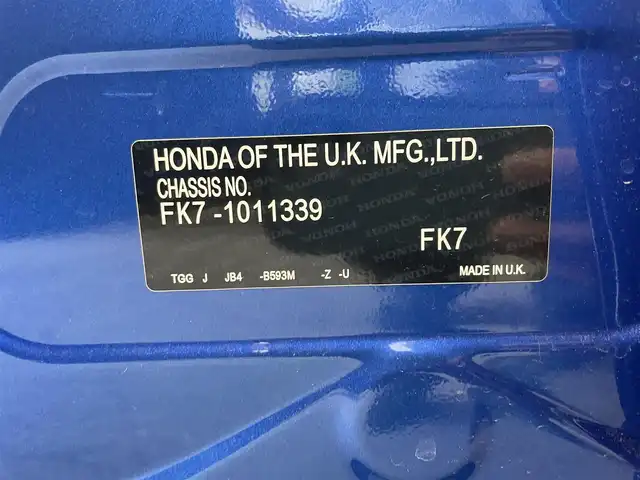 HONDA OF THE U.K. MFG.,LTD.
CHASSIS NO.
FK7 -1011339
FK7
TGG J JB4 -B593M -Z -U MADE IN U.K.